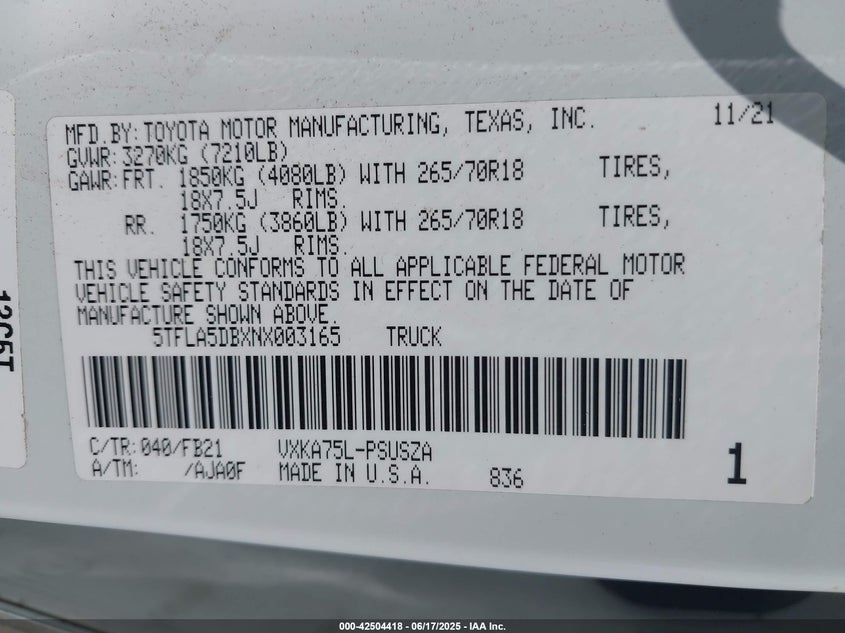 MFD.BY:TOYOTA MOTOR MANUFACTURING, TEXAS, INC. 11/21
GVWR:3270KG (7210LB)
GAWR:FRT. 1850KG (4080LB) WITH 265/70R18 TIRES,
18X7.5J RIMS.
RR. 1750KG (3860LB) WITH 265/70R18 TIRES,
18X7.5J RIMS.
THIS VEHICLE CONFORMS TO ALL APPLICABLE FEDERAL MOTOR
VEHICLE SAFETY STANDARDS IN EFFECT ON THE DATE OF
MANUFACTURE SHOWN ABOVE.
5TFLA5DBXNX003165 TRUCK
C/TR:040/FB21 VXKA75L-PSUSZA
A/TM: /AJA0F MADE IN U.S.A. 836 1
000-42504418 - 06/17/2025 - IAA Inc.